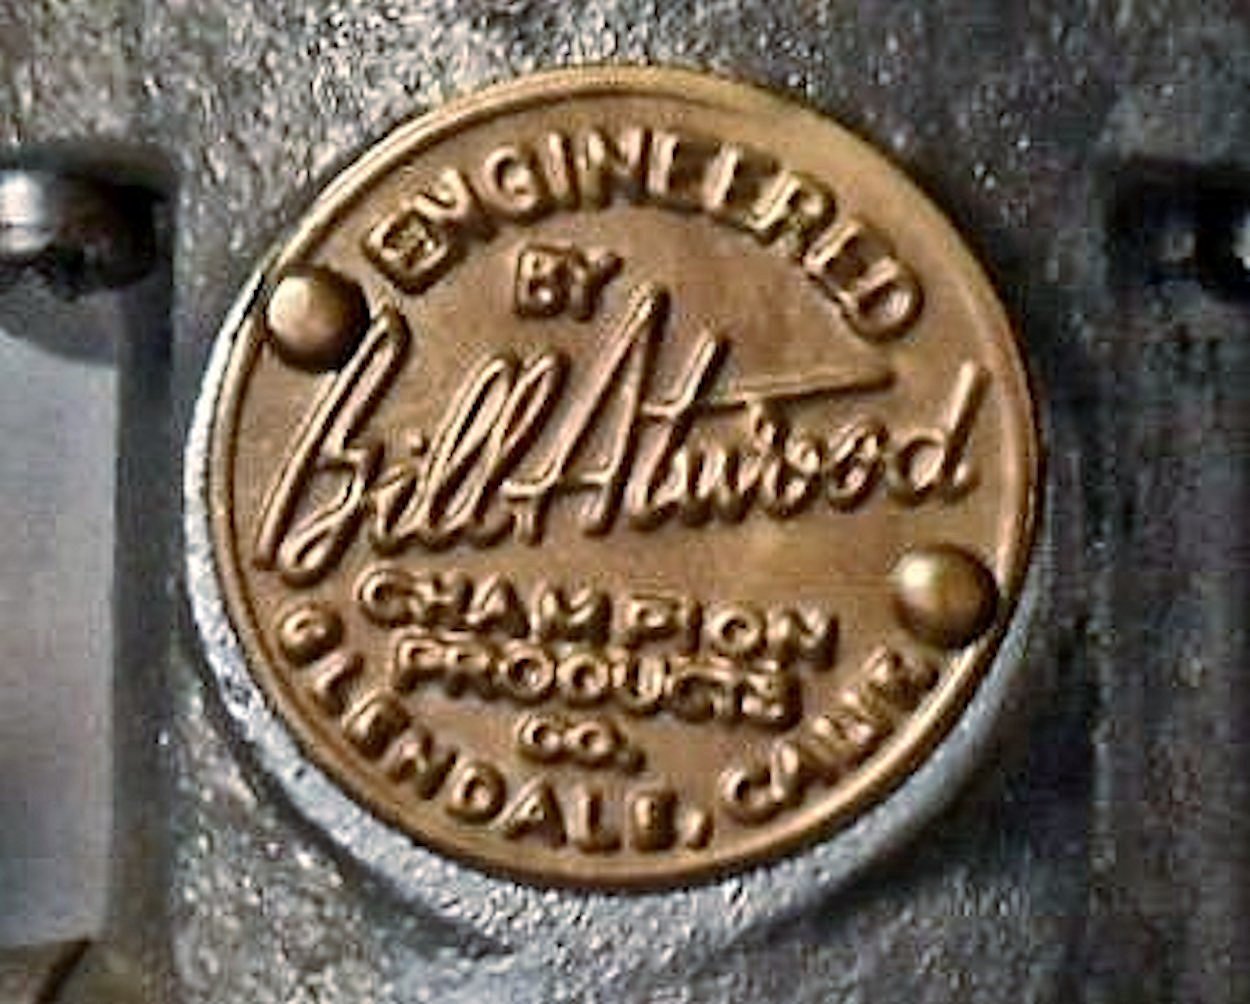 ENGINEERED
BY
Bill Atwood
CHAMPION
PRODUCTS
CO.
GLENDALE, CALIF.